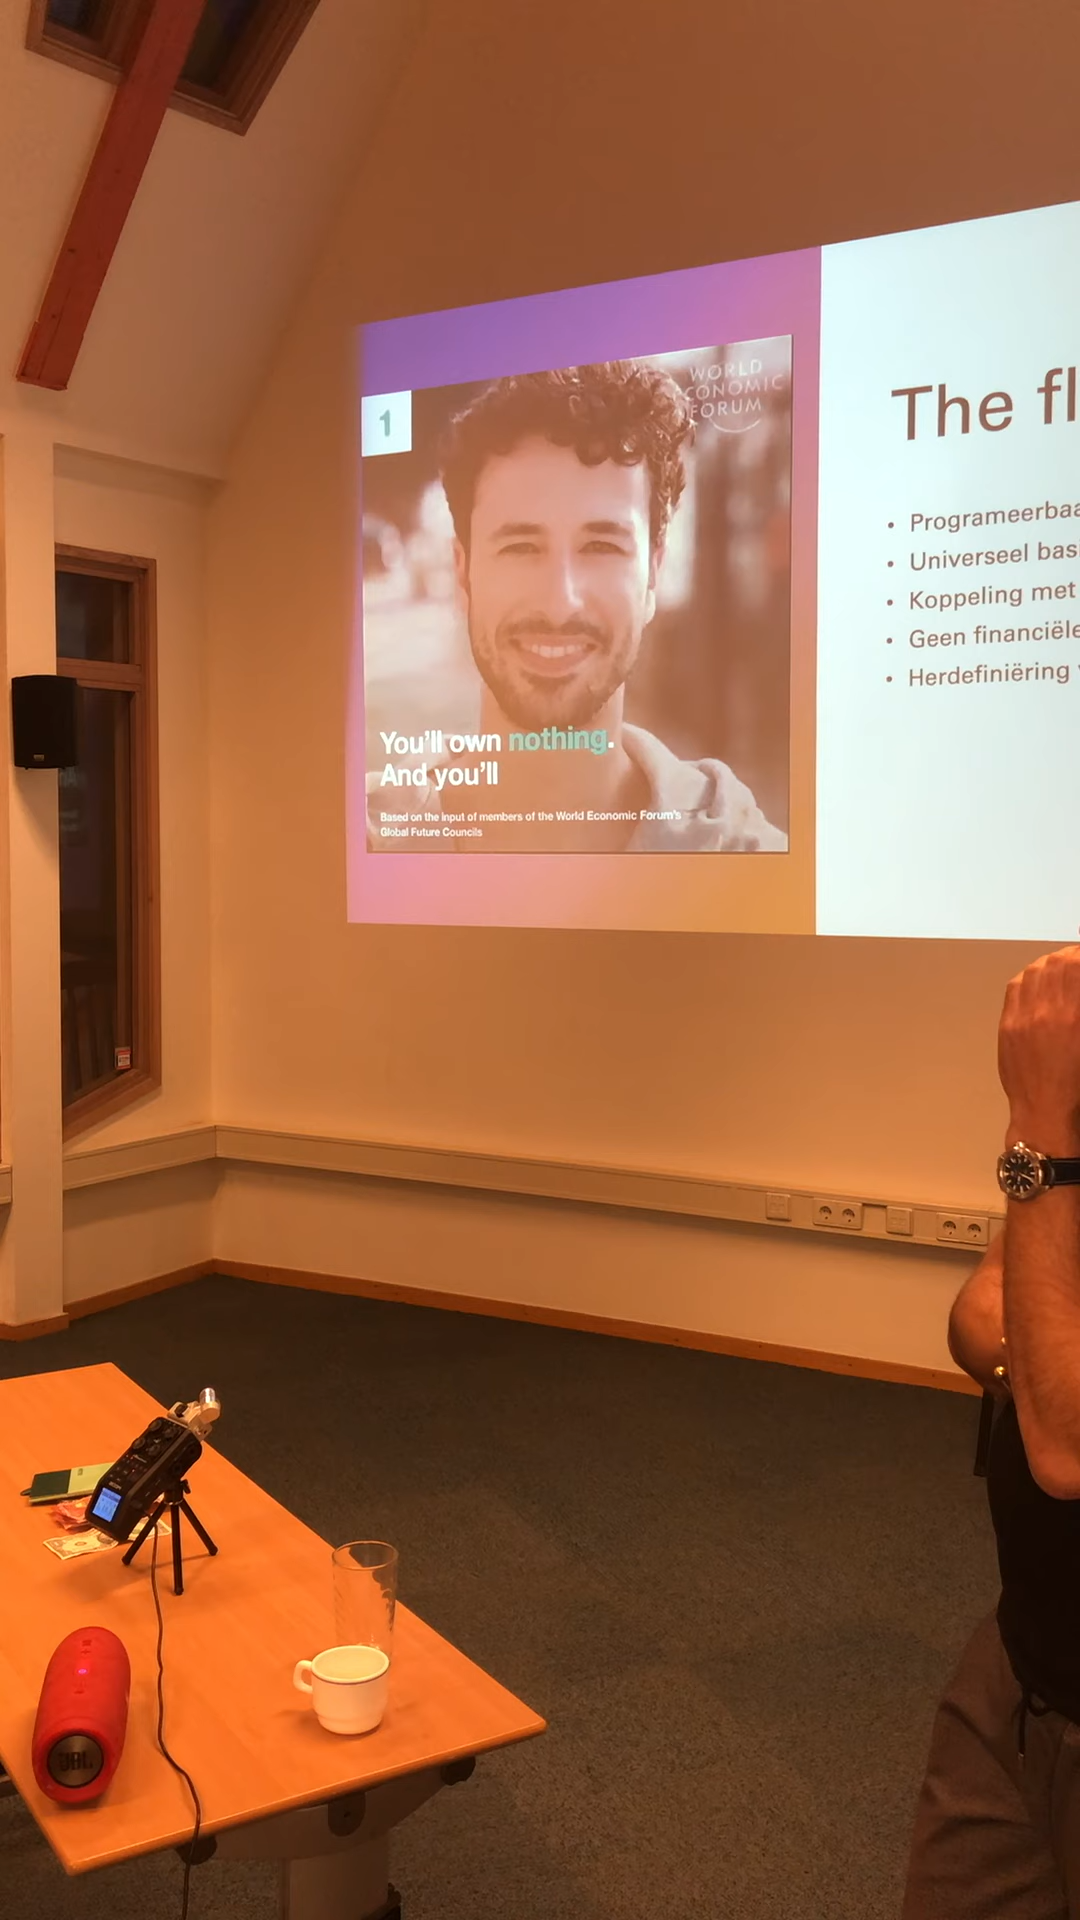 WORLD
ECONOMIC
FORUM
1
You'll own nothing.
And you'll
Based on the input of members of the World Economic Forum's
Global Future Councils
The fl
• Programeerbaa
• Universeel bas
• Koppeling met
• Geen financiële
• Herdefiniëring
JBL